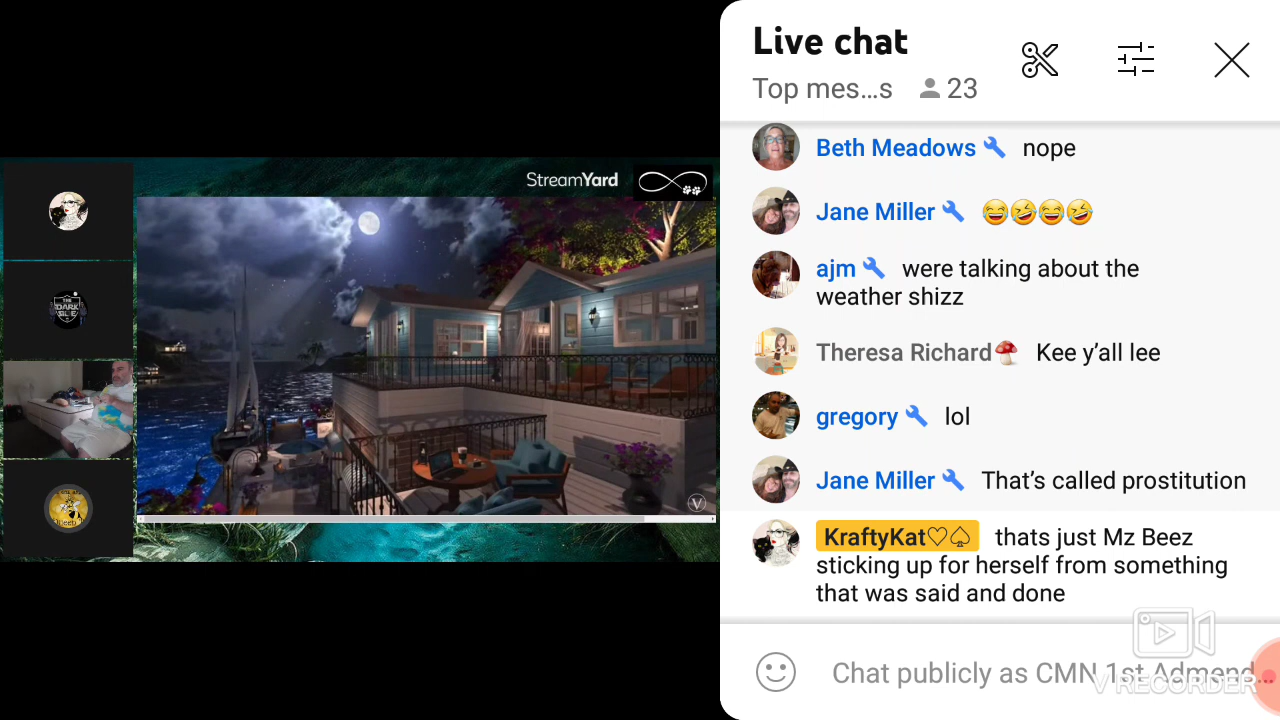 Live chat
Top mes...s 23
StreamYard
THE
DARK
Beth Meadows nope
Jane Miller 😂🤣😂🤣
ajm were talking about the
weather shizz
Theresa Richard🍄 Kee y'all lee
gregory lol
Jane Miller That's called prostitution
KraftyKat♡♤ thats just Mz Beez
sticking up for herself from something
that was said and done
V
Chat publicly as CMN 1st Admend...
V RECORDER